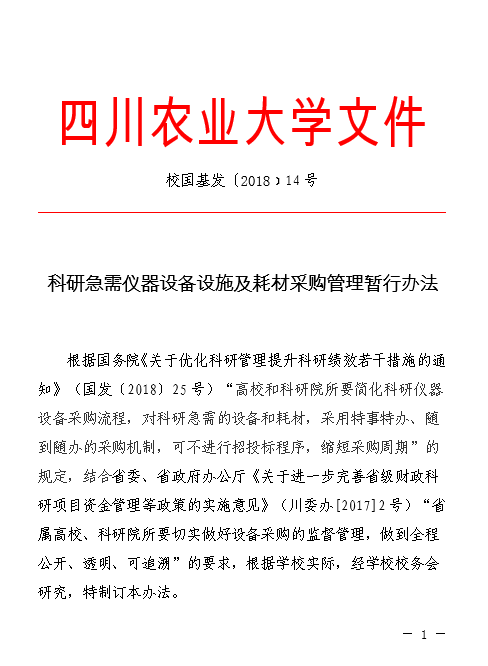 四川农业大学文件
校国基发〔2018〕14号
科研急需仪器设备设施及耗材采购管理暂行办法
根据国务院《关于优化科研管理提升科研绩效若干措施的通
知》（国发〔2018〕25号）“高校和科研院所要简化科研仪器
设备采购流程，对科研急需的设备和耗材，采用特事特办、随
到随办的采购机制，可不进行招投标程序，缩短采购周期”的
规定，结合省委、省政府办公厅《关于进一步完善省级财政科
研项目资金管理等政策的实施意见》（川委办[2017]2号）“省
属高校、科研院所要切实做好设备采购的监督管理，做到全程
公开、透明、可追溯”的要求，根据学校实际，经学校校务会
研究，特制订本办法。
— 1 —